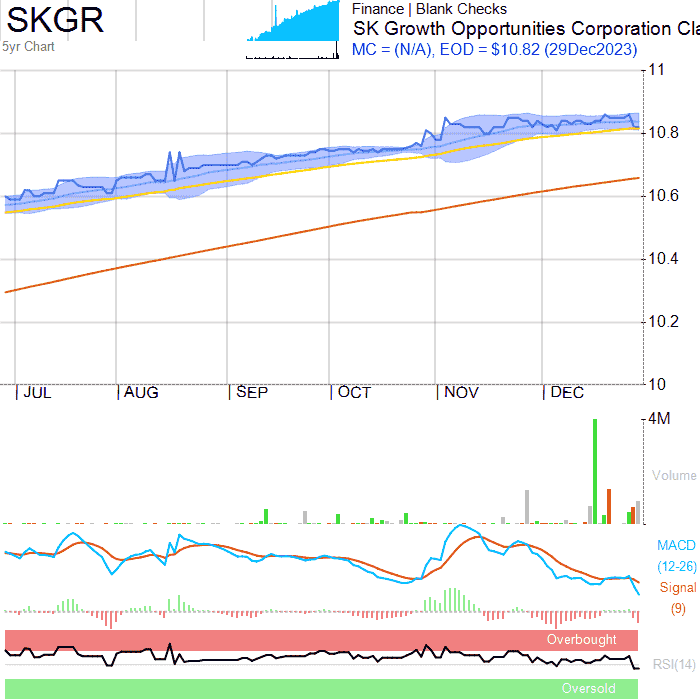 SKGR
5yr Chart
Finance | Blank Checks
SK Growth Opportunities Corporation Cla
MC = (N/A), EOD = $10.82 (29Dec2023)
11
10.8
10.6
10.4
10.2
10
JUL AUG SEP OCT NOV DEC
4M
Volume
MACD
(12-26)
Signal
(9)
Overbought
RSI(14)
Oversold